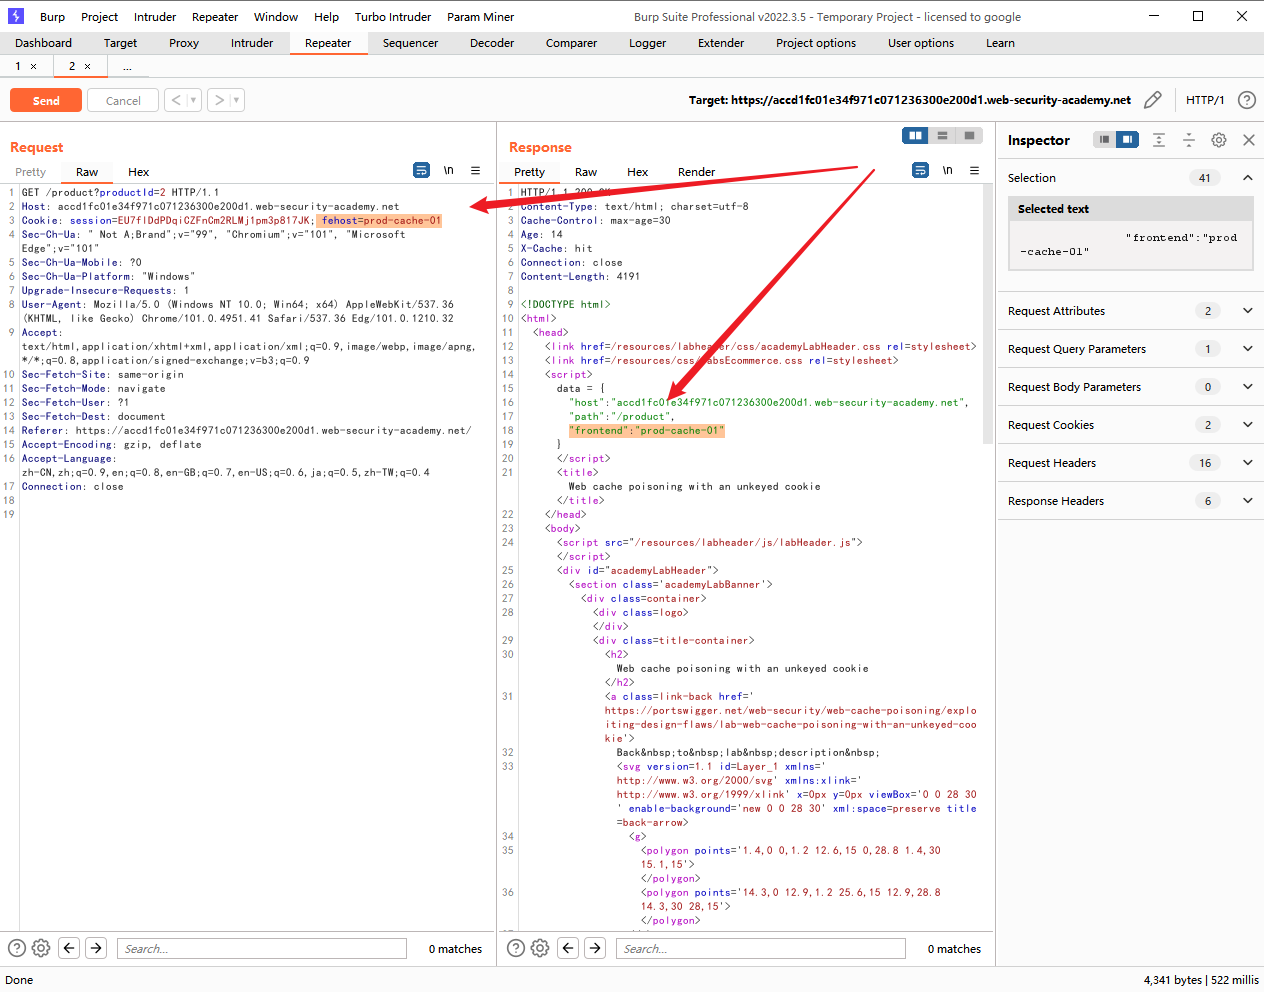 Burp Project Intruder Repeater Window Help Turbo Intruder Param Miner Burp Suite Professional v2022.3.5 - Temporary Project - licensed to google
Dashboard Target Proxy Intruder Repeater Sequencer Decoder Comparer Logger Extender Project options User options Learn
1 × 2 × ...
Send Cancel < > Target: https://accd1fc01e34f971c071236300e200d1.web-security-academy.net HTTP/1 ?
Request
Pretty Raw Hex \n
1 GET /product?productId=2 HTTP/1.1
2 Host: accd1fc01e34f971c071236300e200d1.web-security-academy.net
3 Cookie: session=EU7flDdPDqiCZFnCm2RLMj1pm3p817JK; fehost=prod-cache-01
4 Sec-Ch-Ua: " Not A;Brand";v="99", "Chromium";v="101", "Microsoft
Edge";v="101"
5 Sec-Ch-Ua-Mobile: ?0
6 Sec-Ch-Ua-Platform: "Windows"
7 Upgrade-Insecure-Requests: 1
8 User-Agent: Mozilla/5.0 (Windows NT 10.0; Win64; x64) AppleWebKit/537.36
(KHTML, like Gecko) Chrome/101.0.4951.41 Safari/537.36 Edg/101.0.1210.32
9 Accept:
text/html,application/xhtml+xml,application/xml;q=0.9,image/webp,image/apng,
*/*;q=0.8,application/signed-exchange;v=b3;q=0.9
10 Sec-Fetch-Site: same-origin
11 Sec-Fetch-Mode: navigate
12 Sec-Fetch-User: ?1
13 Sec-Fetch-Dest: document
14 Referer: https://accd1fc01e34f971c071236300e200d1.web-security-academy.net/
15 Accept-Encoding: gzip, deflate
16 Accept-Language:
zh-CN,zh;q=0.9,en;q=0.8,en-GB;q=0.7,en-US;q=0.6,ja;q=0.5,zh-TW;q=0.4
17 Connection: close
18
19
? Search... 0 matches
Response
Pretty Raw Hex Render \n
1 HTTP/1.1 200 OK
2 Content-Type: text/html; charset=utf-8
3 Cache-Control: max-age=30
4 Age: 14
5 X-Cache: hit
6 Connection: close
7 Content-Length: 4191
8
9 <!DOCTYPE html>
10 <html>
11 <head>
12 <link href=/resources/labheader/css/academyLabHeader.css rel=stylesheet>
13 <link href=/resources/css/labsEcommerce.css rel=stylesheet>
14 <script>
15 data = {
16 "host":"accd1fc01e34f971c071236300e200d1.web-security-academy.net",
17 "path":"/product",
18 "frontend":"prod-cache-01"
19 }
20 </script>
21 <title>
Web cache poisoning with an unkeyed cookie
</title>
22 </head>
23 <body>
24 <script src="/resources/labheader/js/labHeader.js">
</script>
25 <div id="academyLabHeader">
26 <section class='academyLabBanner'>
27 <div class=container>
28 <div class=logo>
</div>
29 <div class=title-container>
30 <h2>
Web cache poisoning with an unkeyed cookie
</h2>
31 <a class=link-back href='
https://portswigger.net/web-security/web-cache-poisoning/explo
iting-design-flaws/lab-web-cache-poisoning-with-an-unkeyed-coo
kie'>
32 Back&nbsp;to&nbsp;lab&nbsp;description&nbsp;
33 <svg version=1.1 id=Layer_1 xmlns='
http://www.w3.org/2000/svg' xmlns:xlink='
http://www.w3.org/1999/xlink' x=0px y=0px viewBox='0 0 28 30
' enable-background='new 0 0 28 30' xml:space=preserve title
=back-arrow>
34 <g>
35 <polygon points='1.4,0 0,1.2 12.6,15 0,28.8 1.4,30
15.1,15'>
</polygon>
36 <polygon points='14.3,0 12.9,1.2 25.6,15 12.9,28.8
14.3,30 28,15'>
</polygon>
? Search... 0 matches
Inspector
Selection 41
Selected text
"frontend":"prod
-cache-01"
Request Attributes 2
Request Query Parameters 1
Request Body Parameters 0
Request Cookies 2
Request Headers 16
Response Headers 6
Done 4,341 bytes | 522 millis